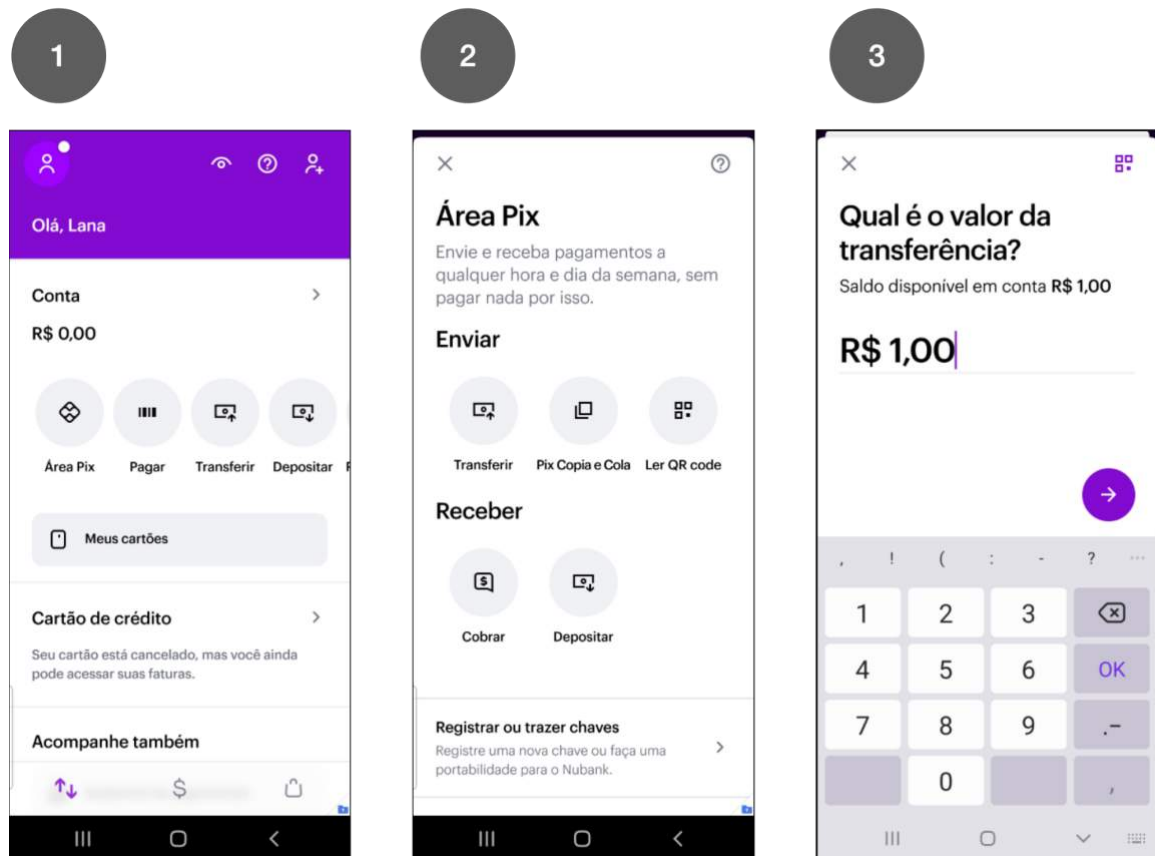 1
2
3
Olá, Lana
Conta
R$ 0,00
Área Pix Pagar Transferir Depositar
Meus cartões
Cartão de crédito
Seu cartão está cancelado, mas você ainda
pode acessar suas faturas.
Acompanhe também
Área Pix
Envie e receba pagamentos a
qualquer hora e dia da semana, sem
pagar nada por isso.
Enviar
Transferir Pix Copia e Cola Ler QR code
Receber
Cobrar Depositar
Registrar ou trazer chaves
Registre uma nova chave ou faça uma
portabilidade para o Nubank.
Qual é o valor da
transferência?
Saldo disponível em conta R$ 1,00
R$ 1,00
, ! ( : - ? ...
1 2 3
4 5 6 OK
7 8 9 .-
0 ,